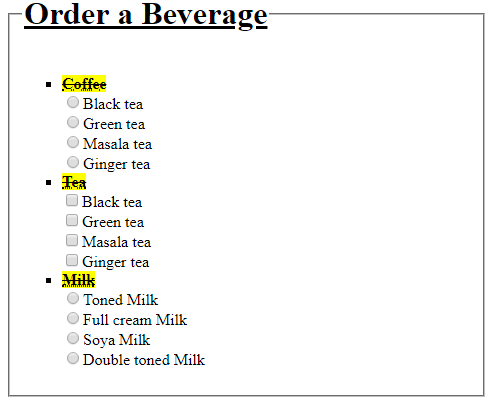 Order a Beverage
Coffee
Black tea
Green tea
Masala tea
Ginger tea
Tea
Black tea
Green tea
Masala tea
Ginger tea
Milk
Toned Milk
Full cream Milk
Soya Milk
Double toned Milk